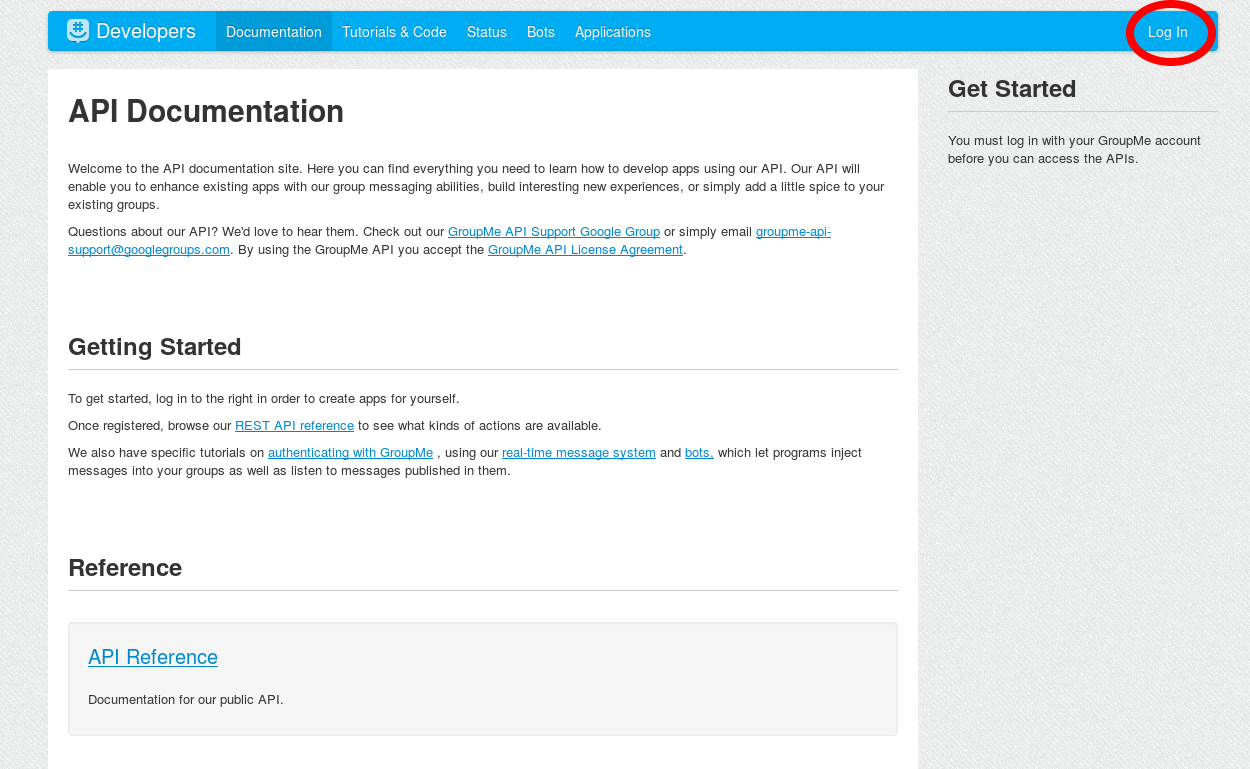 Developers Documentation Tutorials & Code Status Bots Applications Log In
API Documentation
Welcome to the API documentation site. Here you can find everything you need to learn how to develop apps using our API. Our API will
enable you to enhance existing apps with our group messaging abilities, build interesting new experiences, or simply add a little spice to your
existing groups.
Questions about our API? We'd love to hear them. Check out our GroupMe API Support Google Group or simply email groupme-api-
support@googlegroups.com. By using the GroupMe API you accept the GroupMe API License Agreement.
Getting Started
To get started, log in to the right in order to create apps for yourself.
Once registered, browse our REST API reference to see what kinds of actions are available.
We also have specific tutorials on authenticating with GroupMe , using our real-time message system and bots, which let programs inject
messages into your groups as well as listen to messages published in them.
Reference
API Reference
Documentation for our public API.
Get Started
You must log in with your GroupMe account
before you can access the APIs.